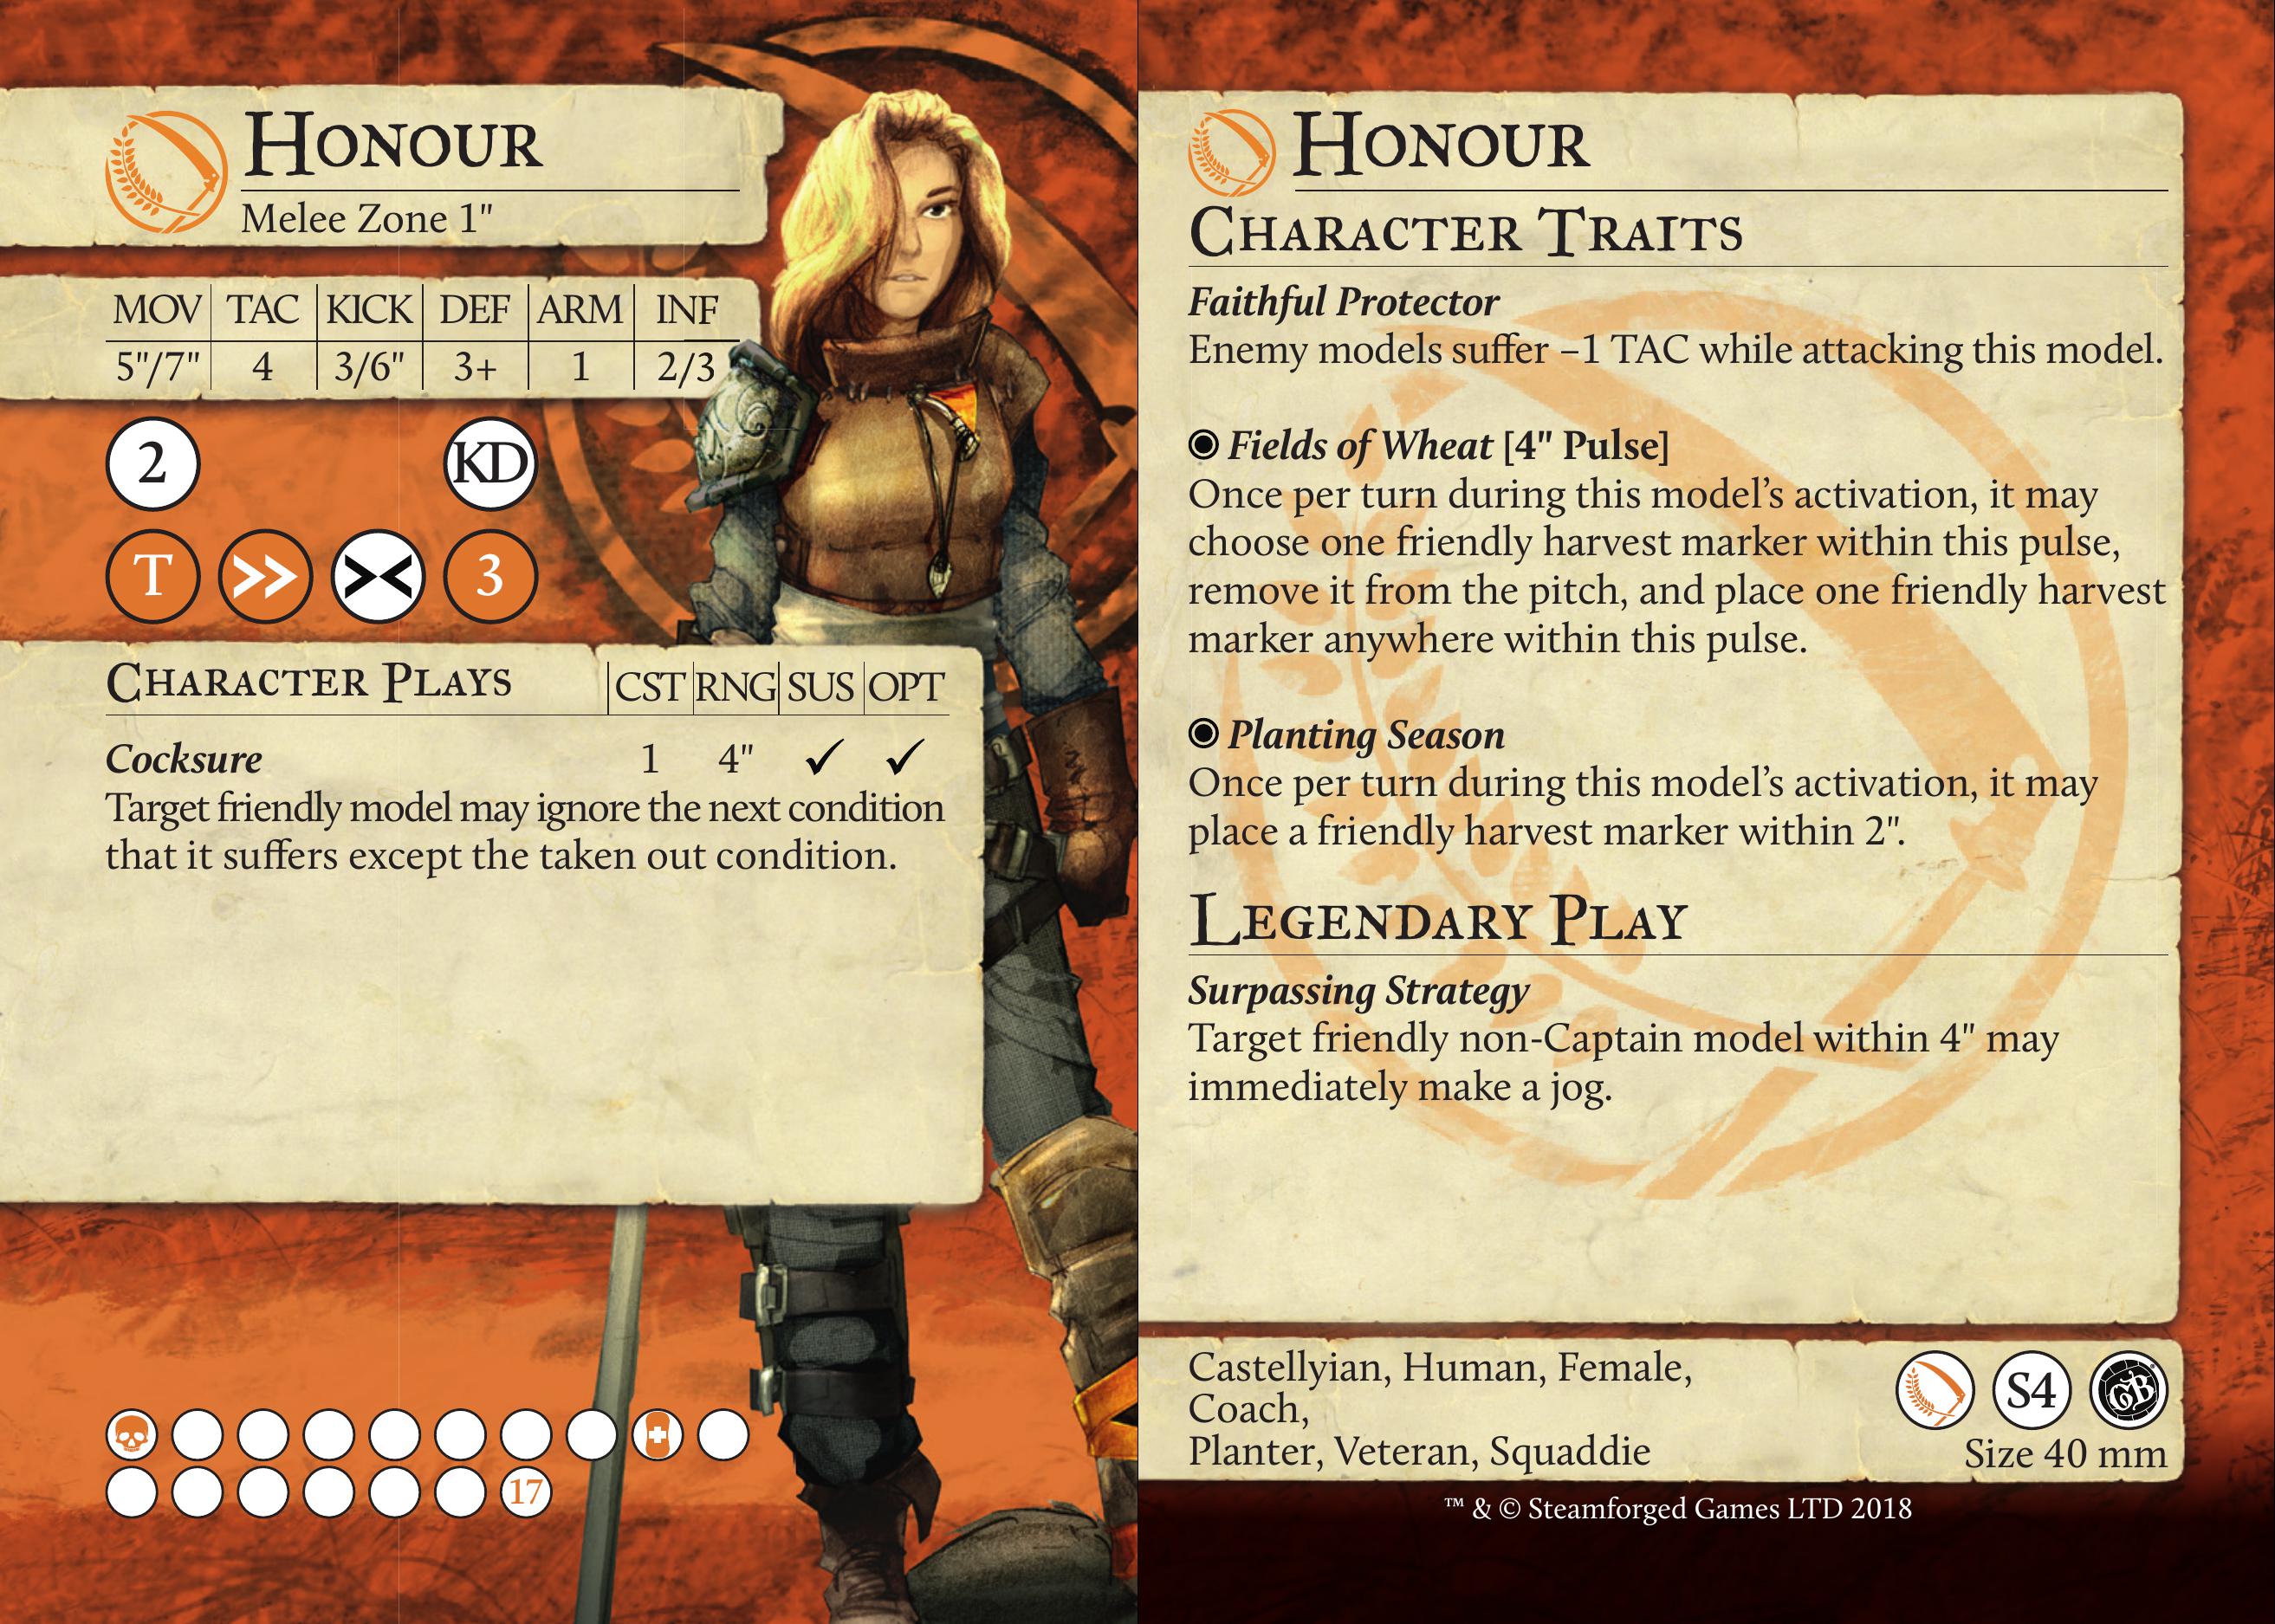 Honour
Melee Zone 1"
MOV TAC KICK DEF ARM INF
5"/7" 4 3/6" 3+ 1 2/3
2 KD
T >> >< 3
Character Plays CST RNG SUS OPT
Cocksure 1 4" ✓ ✓
Target friendly model may ignore the next condition
that it suffers except the taken out condition.
17
Honour
Character Traits
Faithful Protector
Enemy models suffer –1 TAC while attacking this model.
Fields of Wheat [4" Pulse]
Once per turn during this model’s activation, it may
choose one friendly harvest marker within this pulse,
remove it from the pitch, and place one friendly harvest
marker anywhere within this pulse.
Planting Season
Once per turn during this model’s activation, it may
place a friendly harvest marker within 2".
Legendary Play
Surpassing Strategy
Target friendly non-Captain model within 4" may
immediately make a jog.
Castellyian, Human, Female,
Coach,
Planter, Veteran, Squaddie
S4 GB
Size 40 mm
™ & © Steamforged Games LTD 2018